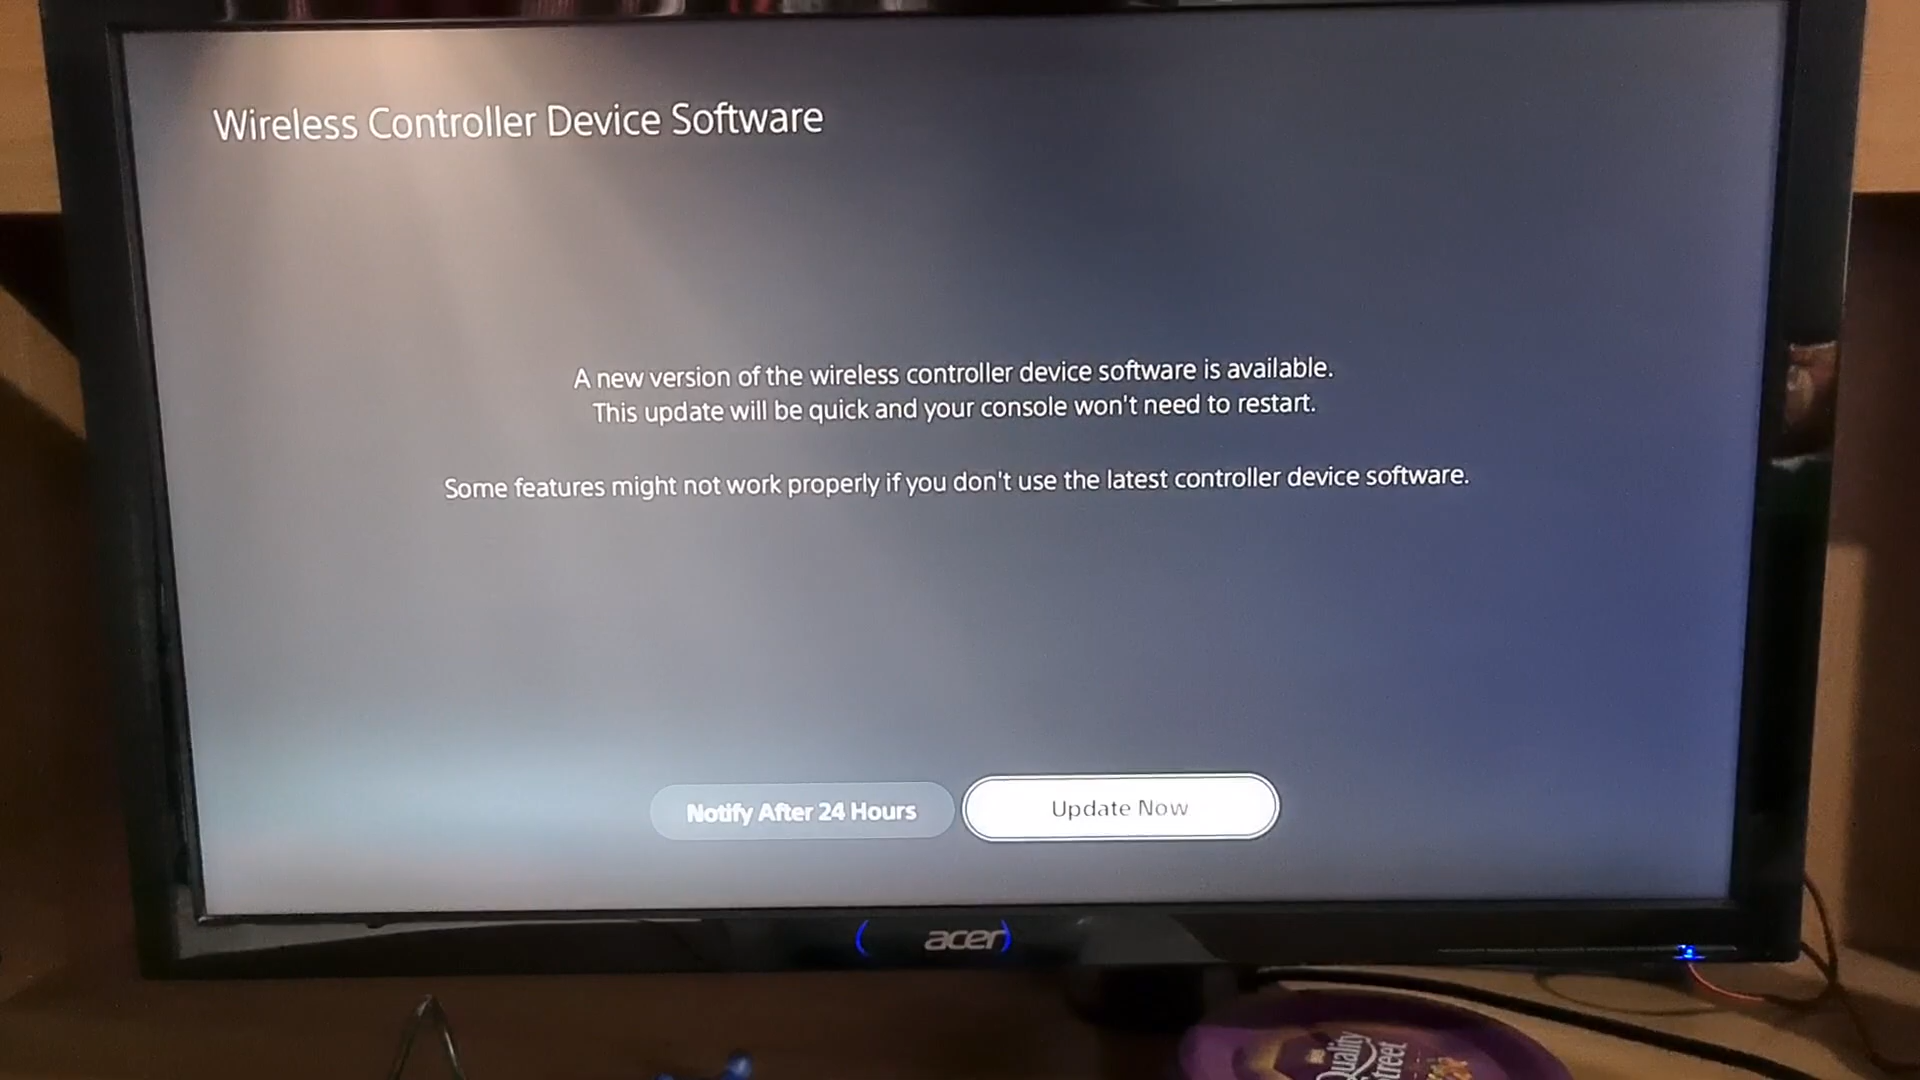 Wireless Controller Device Software
A new version of the wireless controller device software is available.
This update will be quick and your console won't need to restart.
Some features might not work properly if you don't use the latest controller device software.
Notify After 24 Hours
Update Now
acer
Quality
Street